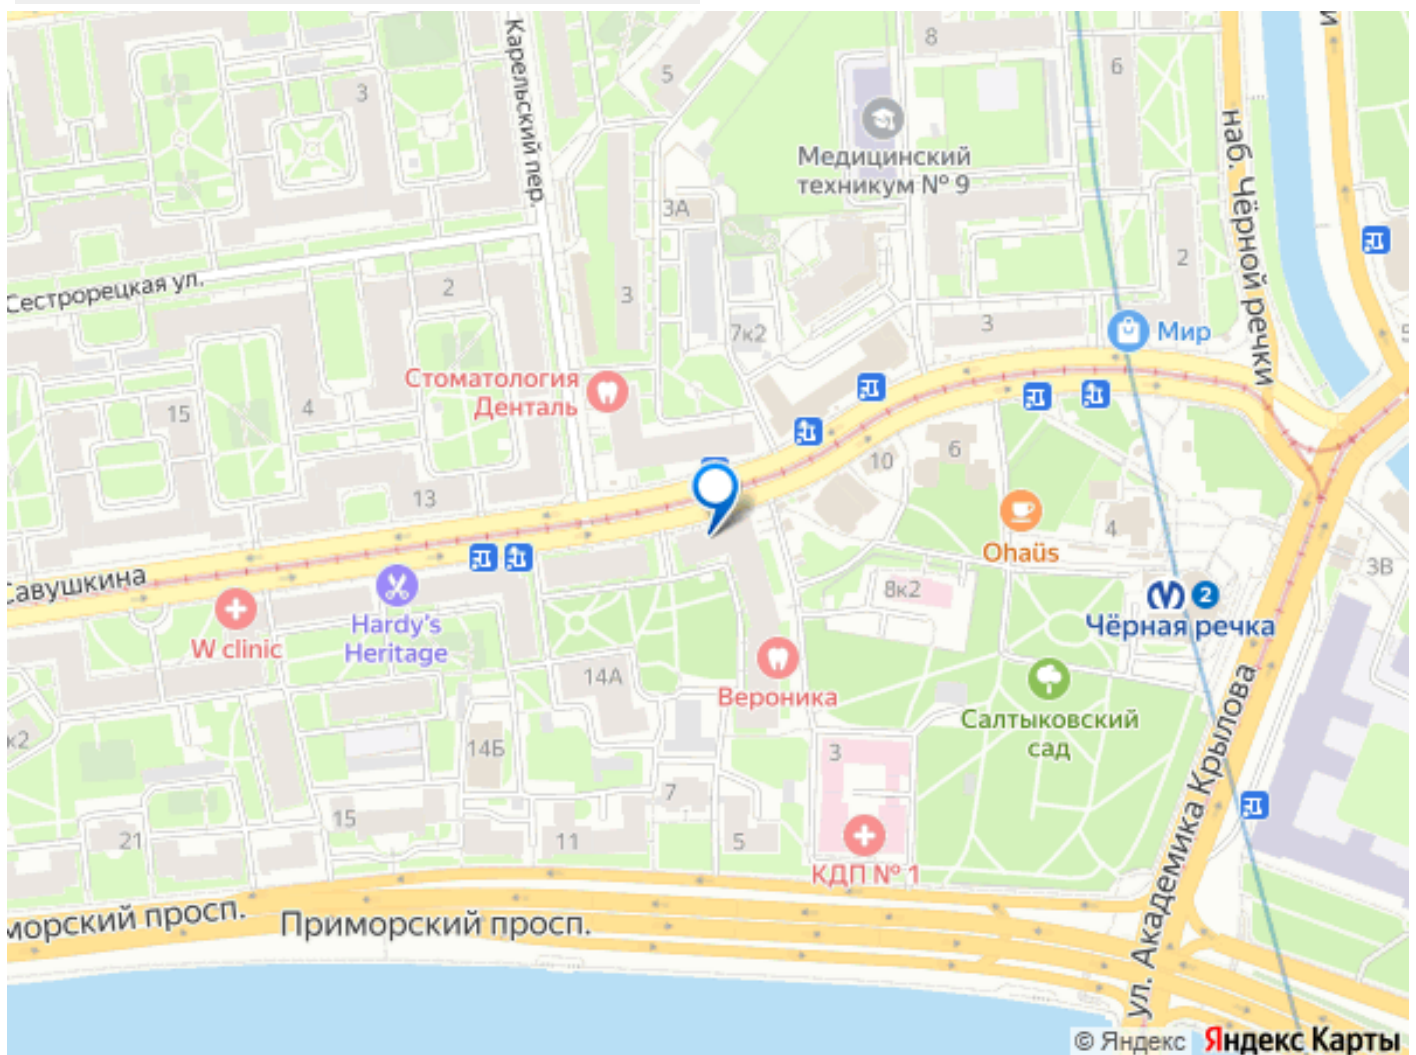 8
6
5
3
Карельский пер.
Медицинский
техникум № 9
наб. Чёрной речки
3А
2
Сестрорецкая ул.
2
3
7к2
3
Мир
Стоматология
Денталь
15
4
6
10
13
Ohaüs
4
3В
Савушкина
8к2
2
Чёрная речка
W clinic
Hardy's
Heritage
14А
Вероника
Салтыковский
сад
к2
14Б
3
7
15
21
11
5
КДП № 1
ул. Академика Крылова
морский просп.
Приморский просп.
© Яндекс Яндекс Карты